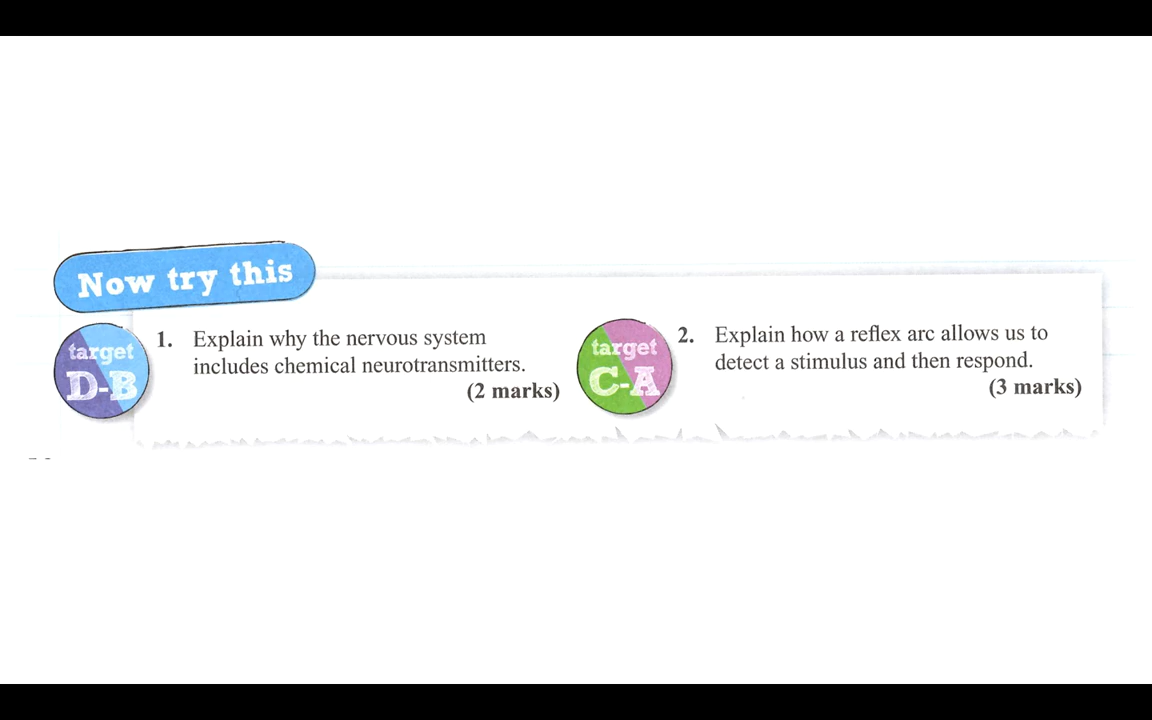 Now try this
target
D-B
1. Explain why the nervous system
includes chemical neurotransmitters.
(2 marks)
target
C-A
2. Explain how a reflex arc allows us to
detect a stimulus and then respond.
(3 marks)